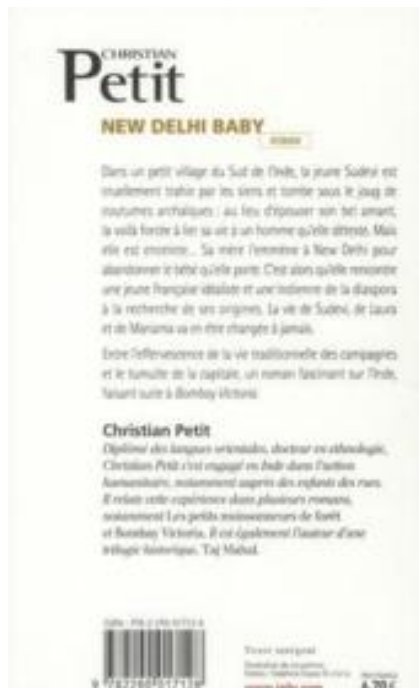 CHRISTIAN
Petit
NEW DELHI BABY
ROMAN
Dans un petit village du Sud de l'Inde, la jeune Sudevi est
cruellement trahie par les siens et tombe sous le joug de
coutumes archaïques : au lieu d'épouser son bel amant,
la voilà forcée à lier sa vie à un homme qu'elle déteste. Mais
elle est enceinte... Sa mère l'emmène à New Delhi pour
abandonner le bébé qu'elle porte. C'est alors qu'elle rencontre
une jeune Française idéaliste et une Indienne de la diaspora
à la recherche de ses origines. La vie de Sudevi, de Laura
et de va en être changée à jamais.
Entre l'effervescence de la vie traditionnelle des campagnes
et le tumulte de la capitale, un roman fascinant sur l'Inde,
faisant suite à Bombay Victoria.
Christian Petit
Diplômé des langues orientales, docteur en ethnologie,
Christian Petit s'est engagé en Inde dans l'action
humanitaire, notamment auprès des enfants des rues.
Il relate cette expérience dans plusieurs romans,
notamment Les petits moissonneurs de forêt
et Bombay Victoria. Il est également l'auteur d'une
trilogie historique, Taj Mahal.
Texte intégral